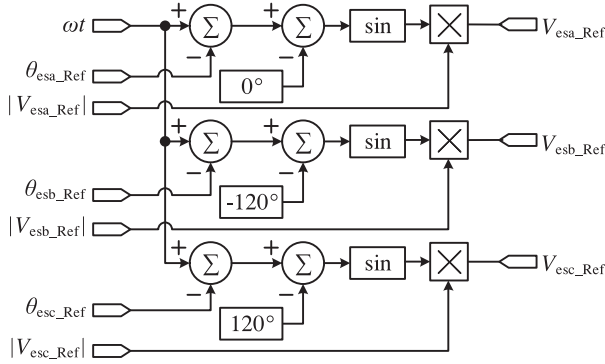 ωt + Σ + Σ sin × V_esa_Ref
− −
θ_esa_Ref 0°
|V_esa_Ref|
+ Σ + Σ sin × V_esb_Ref
− −
θ_esb_Ref -120°
|V_esb_Ref|
+ Σ + Σ sin × V_esc_Ref
− −
θ_esc_Ref 120°
|V_esc_Ref|